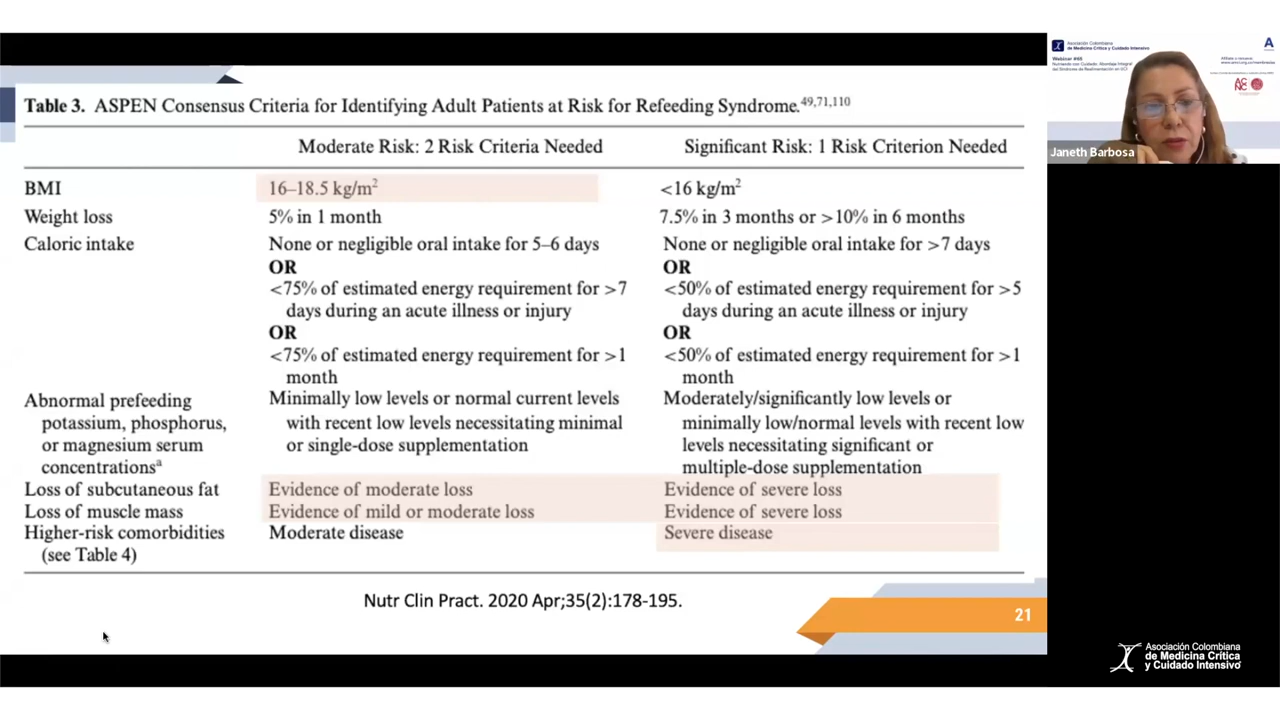 Table 3. ASPEN Consensus Criteria for Identifying Adult Patients at Risk for Refeeding Syndrome.49,71,110
Moderate Risk: 2 Risk Criteria Needed
Significant Risk: 1 Risk Criterion Needed
BMI
16–18.5 kg/m2
<16 kg/m2
Weight loss
5% in 1 month
7.5% in 3 months or >10% in 6 months
Caloric intake
None or negligible oral intake for 5–6 days
OR
<75% of estimated energy requirement for >7
days during an acute illness or injury
OR
<75% of estimated energy requirement for >1
month
None or negligible oral intake for >7 days
OR
<50% of estimated energy requirement for >5
days during an acute illness or injury
OR
<50% of estimated energy requirement for >1
month
Abnormal prefeeding
potassium, phosphorus,
or magnesium serum
concentrationsa
Minimally low levels or normal current levels
with recent low levels necessitating minimal
or single-dose supplementation
Moderately/significantly low levels or
minimally low/normal levels with recent low
levels necessitating significant or
multiple-dose supplementation
Loss of subcutaneous fat
Evidence of moderate loss
Evidence of severe loss
Loss of muscle mass
Evidence of mild or moderate loss
Evidence of severe loss
Higher-risk comorbidities
(see Table 4)
Moderate disease
Severe disease
Nutr Clin Pract. 2020 Apr;35(2):178-195.
21
Asociación Colombiana
de Medicina Crítica y Cuidado Intensivo
Webinar #65
Janeth Barbosa
Asociación Colombiana
de Medicina Crítica
y Cuidado Intensivo